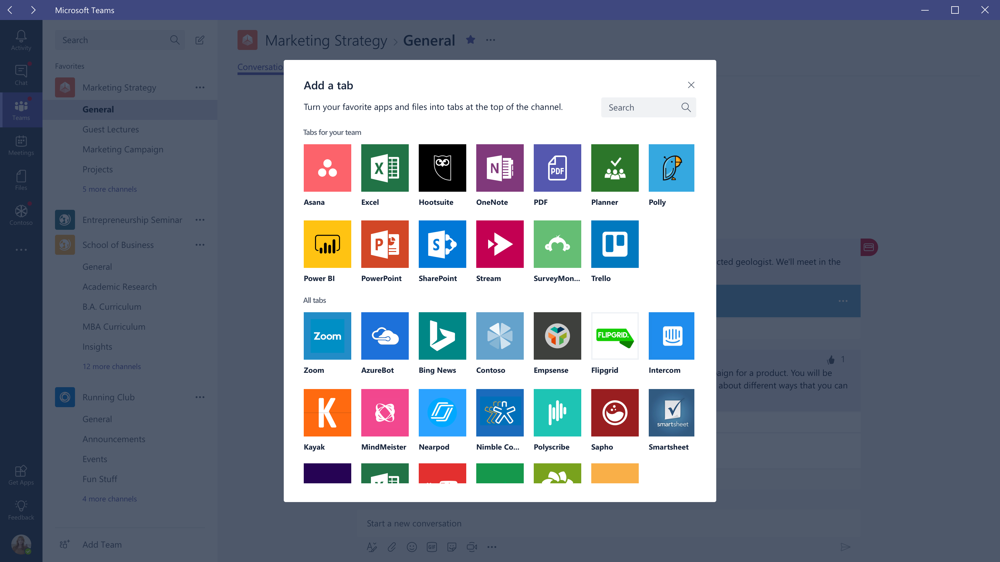 Microsoft Teams
Activity
Chat
Teams
Meetings
Files
Contoso
Get Apps
Feedback
Search
Favorites
Marketing Strategy
General
Guest Lectures
Marketing Campaign
Projects
5 more channels
Entrepreneurship Seminar
School of Business
General
Academic Research
B.A. Curriculum
MBA Curriculum
Insights
12 more channels
Running Club
General
Announcements
Events
Fun Stuff
4 more channels
Add Team
Marketing Strategy > General
Conversatio
Add a tab
Turn your favorite apps and files into tabs at the top of the channel.
Search
Tabs for your team
X
N
PDF
Asana Excel Hootsuite OneNote PDF Planner Polly
P
S
Power BI PowerPoint SharePoint Stream SurveyMon... Trello
All tabs
Zoom
FLIPGRID.
Zoom AzureBot Bing News Contoso Empsense Flipgrid Intercom
K
smartsheet
Kayak MindMeister Nearpod Nimble Co... Polyscribe Sapho Smartsheet
cted geologist. We'll meet in the
1
aign for a product. You will be
about different ways that you can
Start a new conversation
GIF